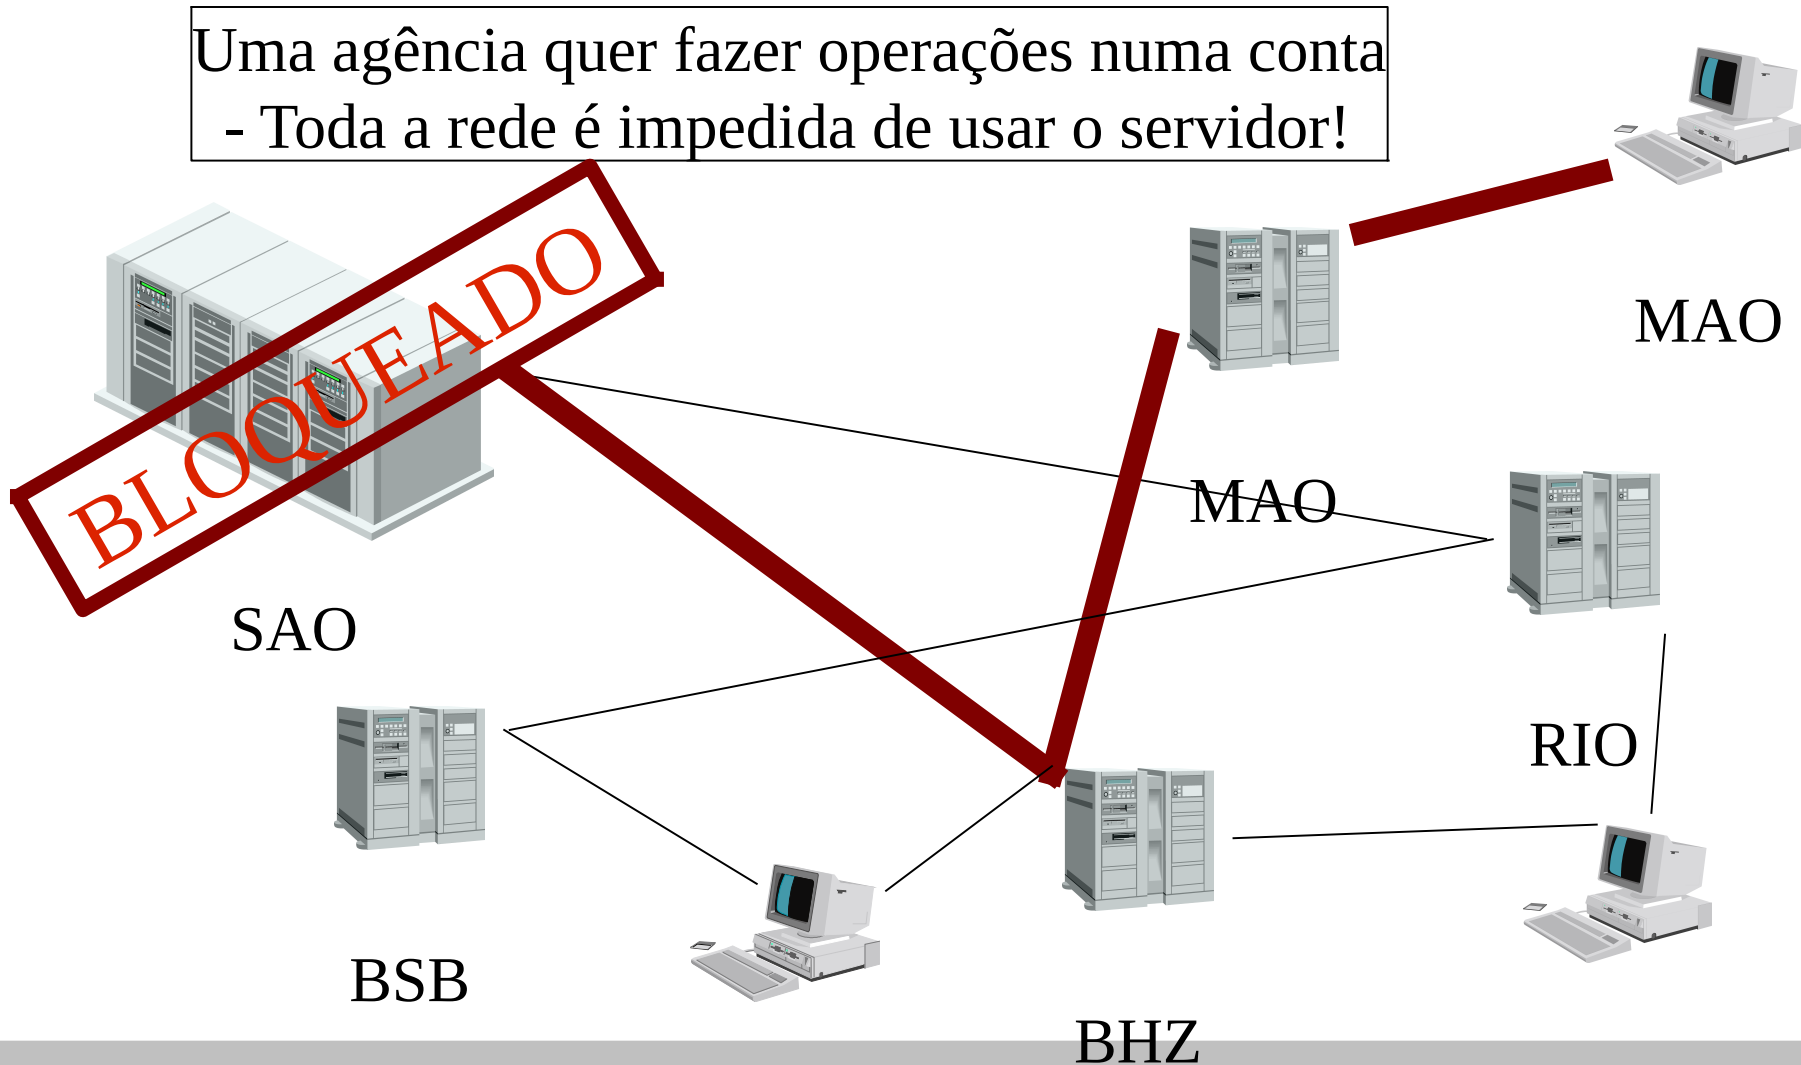 Uma agência quer fazer operações numa conta
- Toda a rede é impedida de usar o servidor!
BLOQUEADO
MAO
MAO
SAO
RIO
BSB
BHZ